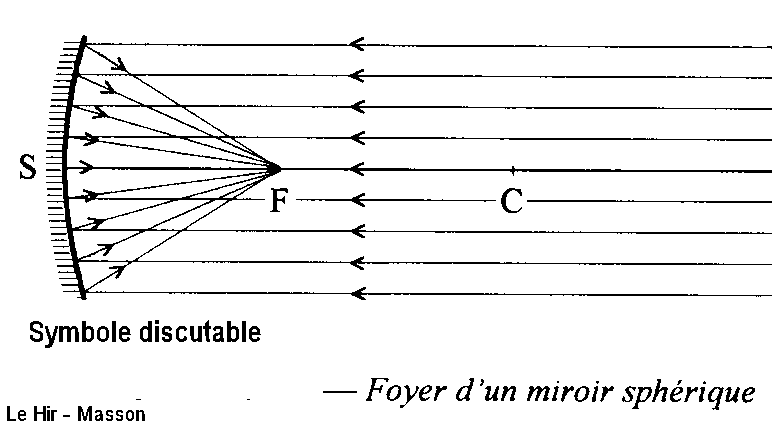 S
F
C
Symbole discutable
— Foyer d'un miroir sphérique
Le Hir - Masson